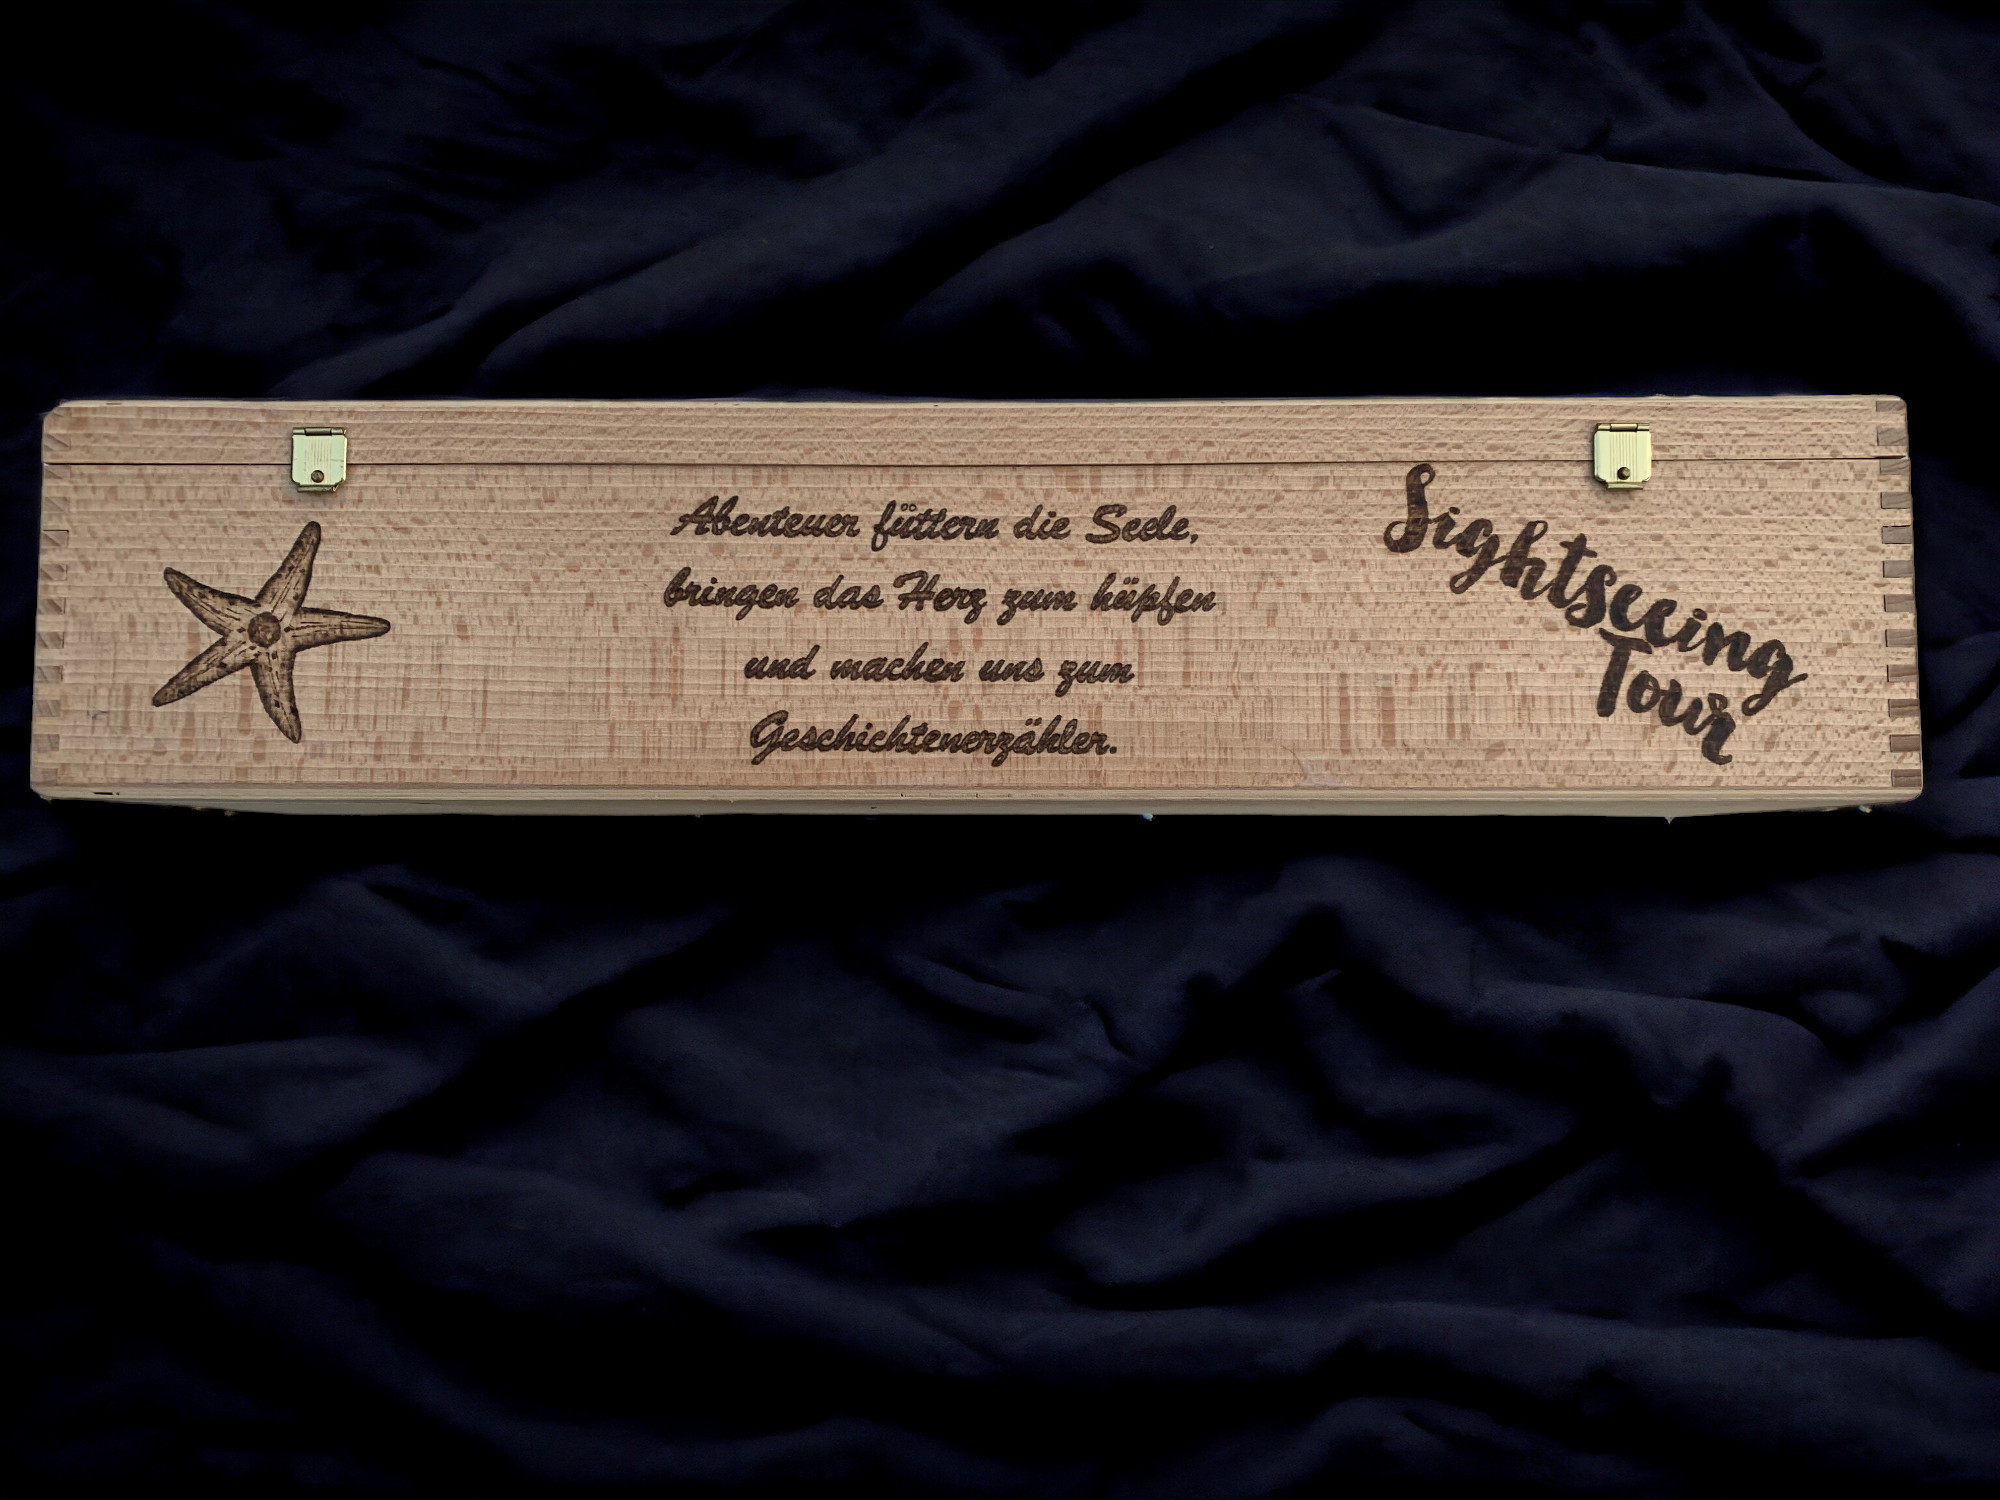 Abenteuer füttern die Seele,
bringen das Herz zum hüpfen
und machen uns zum
Geschichtenerzähler.
Sightseeing
Tour